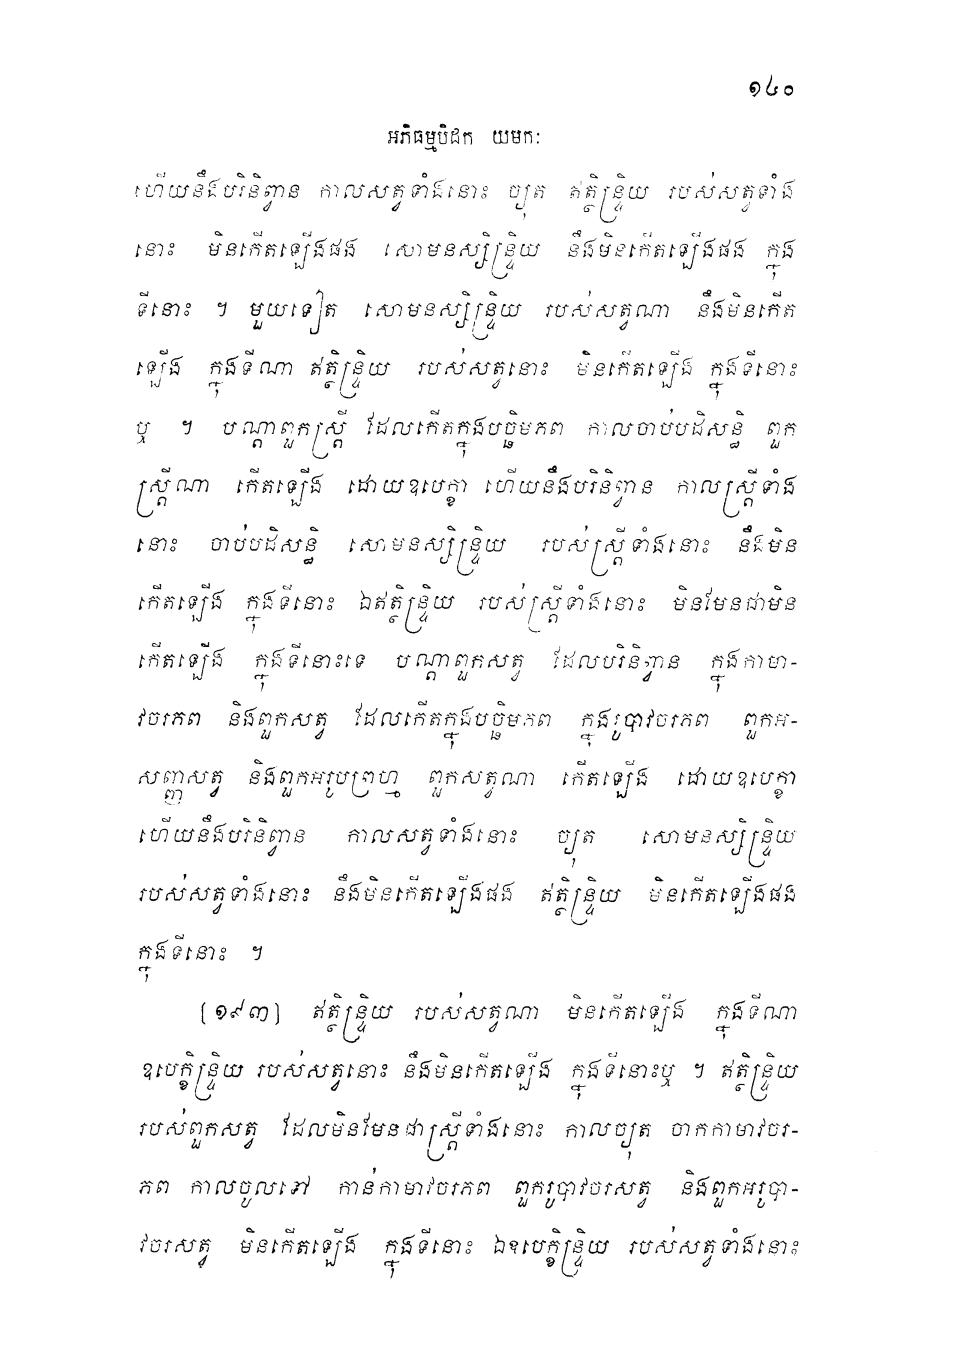 ១៤០
អភិធម្មបិដក យមកៈ
ហើយនឹងបរិនិព្វាន កាលសត្វទាំងនោះ ច្យុត ឥត្ថិន្ទ្រិយ របស់សត្វទាំង
នោះ មិនកើតឡើងផង សោមនស្សិន្ទ្រិយ នឹងមិនកើតឡើងផង ក្នុង
ទីនោះ ។ មួយទៀត សោមនស្សិន្ទ្រិយ របស់សត្វណា នឹងមិនកើត
ឡើង ក្នុងទីណា ឥត្ថិន្ទ្រិយ របស់សត្វនោះ មិនកើតឡើង ក្នុងទីនោះ
ឬ ។ បណ្តាពួកស្ត្រី ដែលកើតក្នុងបច្ឆិមភព កាលចាប់បដិសន្ធិ ពួក
ស្ត្រីណា កើតឡើង ដោយឧបេក្ខា ហើយនឹងបរិនិព្វាន កាលស្ត្រីទាំង
នោះ ចាប់បដិសន្ធិ សោមនស្សិន្ទ្រិយ របស់ស្ត្រីទាំងនោះ នឹងមិន
កើតឡើង ក្នុងទីនោះ ឯឥត្ថិន្ទ្រិយ របស់ស្ត្រីទាំងនោះ មិនមែនជាមិន
កើតឡើង ក្នុងទីនោះទេ បណ្តាពួកសត្វ ដែលបរិនិព្វាន ក្នុងកាមា-
វចរភព និងពួកសត្វ ដែលកើតក្នុងបច្ឆិមភព ក្នុងរូបាវចរភព ពួកអ-
សញ្ញសត្វ និងពួកអរូបព្រហ្ម ពួកសត្វណា កើតឡើង ដោយឧបេក្ខា
ហើយនឹងបរិនិព្វាន កាលសត្វទាំងនោះ ច្យុត សោមនស្សិន្ទ្រិយ
របស់សត្វទាំងនោះ នឹងមិនកើតឡើងផង ឥត្ថិន្ទ្រិយ មិនកើតឡើងផង
ក្នុងទីនោះ ។
[១៩៣] ឥត្ថិន្ទ្រិយ របស់សត្វណា មិនកើតឡើង ក្នុងទីណា
ឧបេក្ខិន្ទ្រិយ របស់សត្វនោះ នឹងមិនកើតឡើង ក្នុងទីនោះឬ ។ ឥត្ថិន្ទ្រិយ
របស់ពួកសត្វ ដែលមិនមែនជាស្ត្រីទាំងនោះ កាលច្យុត ចាកកាមាវចរ-
ភព កាលចូលទៅ កាន់កាមាវចរភព ពួករូបាវចរសត្វ និងពួកអរូបា-
វចរសត្វ មិនកើតឡើង ក្នុងទីនោះ ឯឧបេក្ខិន្ទ្រិយ របស់សត្វទាំងនោះ